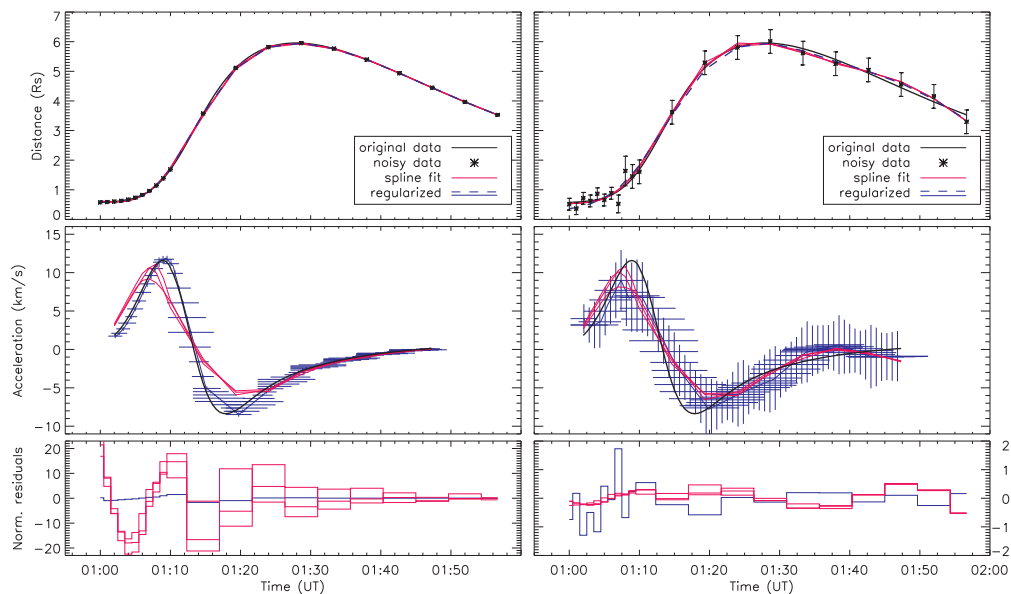 Distance (Rs)
7
6
5
4
3
2
1
0
original data
noisy data
spline fit
regularized
original data
noisy data
spline fit
regularized
Acceleration (km/s)
15
10
5
0
−5
−10
Norm. residuals
20
10
0
−10
−20
2
1
0
−1
−2
01:00 01:10 01:20 01:30 01:40 01:50
01:00 01:10 01:20 01:30 01:40 01:50 02:00
Time (UT)
Time (UT)